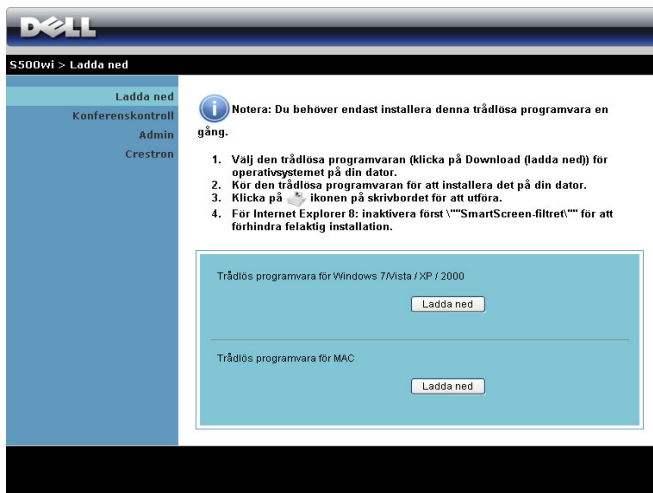 DELL
S500wi > Ladda ned
Ladda ned
Konferenskontroll
Admin
Crestron
Notera: Du behöver endast installera denna trådlösa programvara en
gång.
1. Välj den trådlösa programvaran (klicka på Download (ladda ned)) för
operativsystemet på din dator.
2. Kör den trådlösa programvaran för att installera det på din dator.
3. Klicka på ikonen på skrivbordet för att utföra.
4. För Internet Explorer 8: inaktivera först \""SmartScreen-filtret\"" för att
förhindra felaktig installation.
Trådlös programvara för Windows 7/Vista / XP / 2000
Ladda ned
Trådlös programvara för MAC
Ladda ned